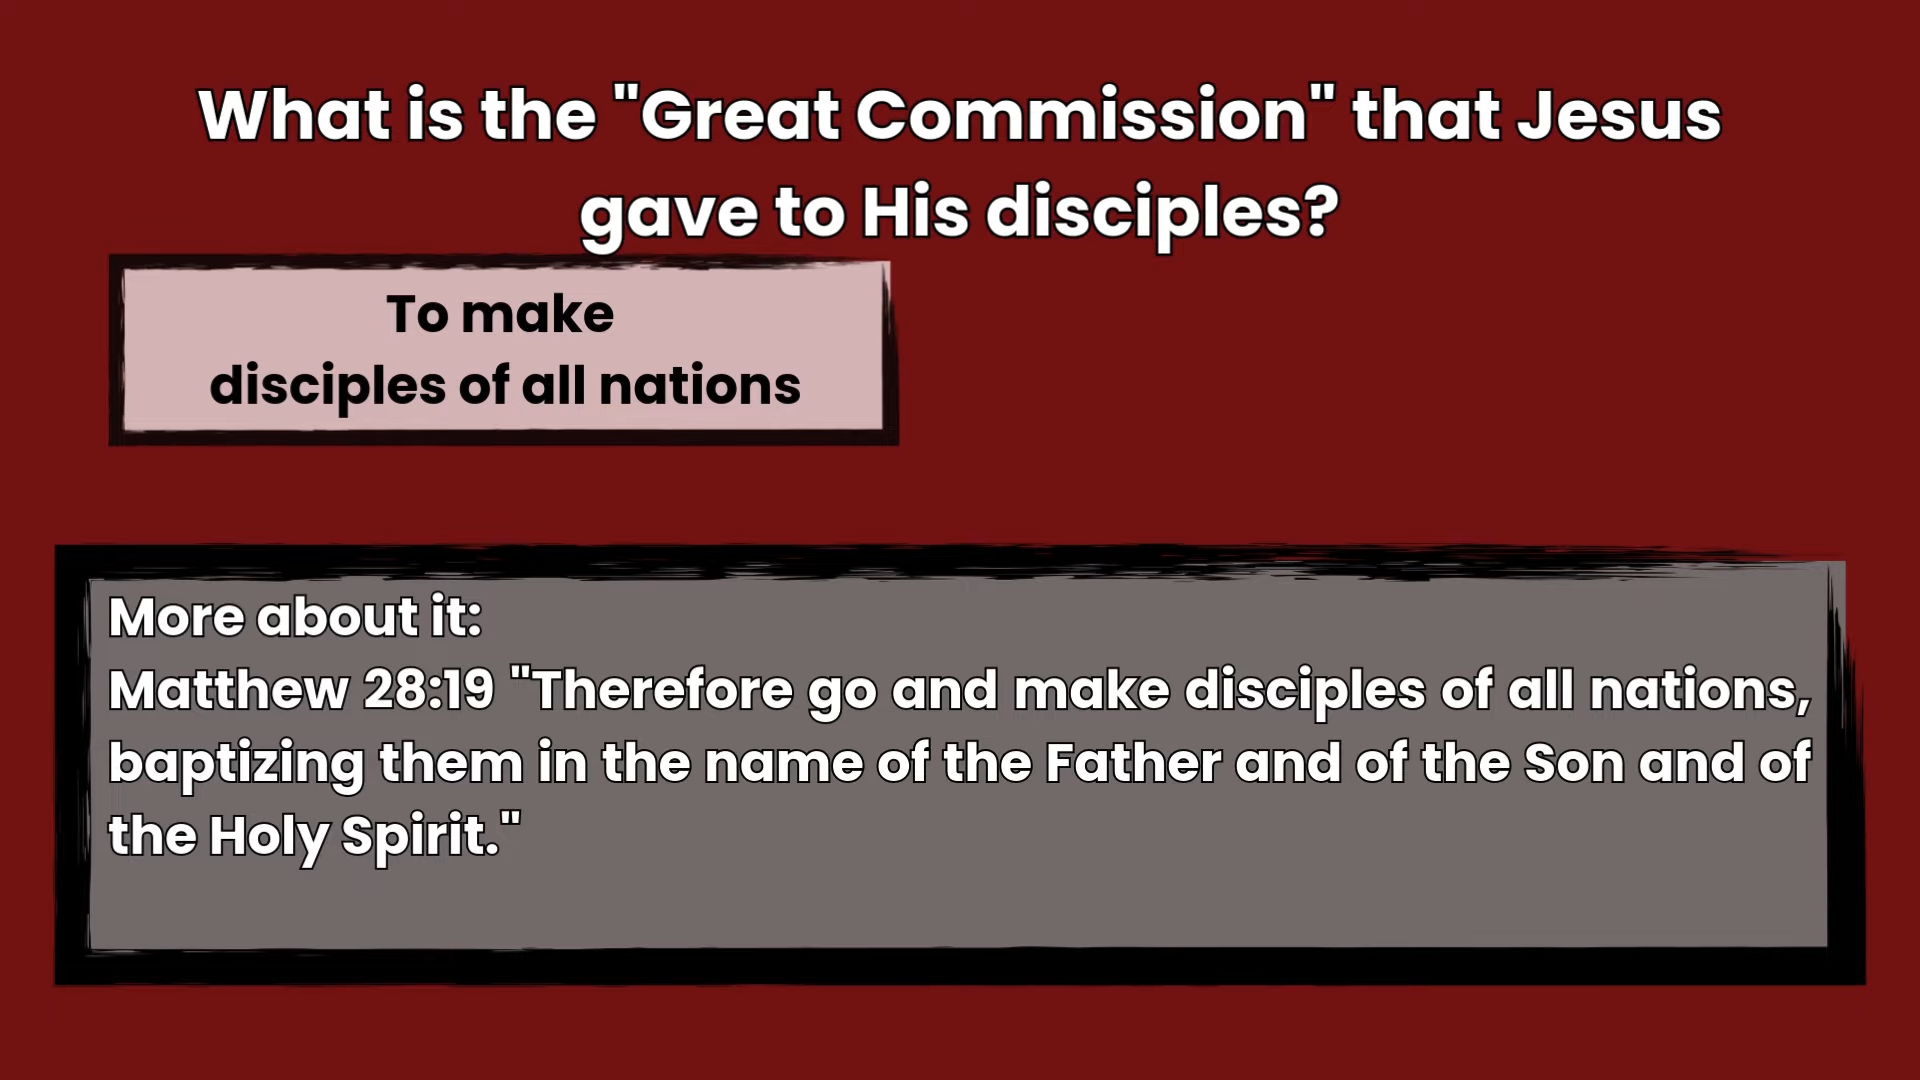 What is the "Great Commission" that Jesus
gave to His disciples?
To make
disciples of all nations
More about it:
Matthew 28:19 "Therefore go and make disciples of all nations,
baptizing them in the name of the Father and of the Son and of
the Holy Spirit."